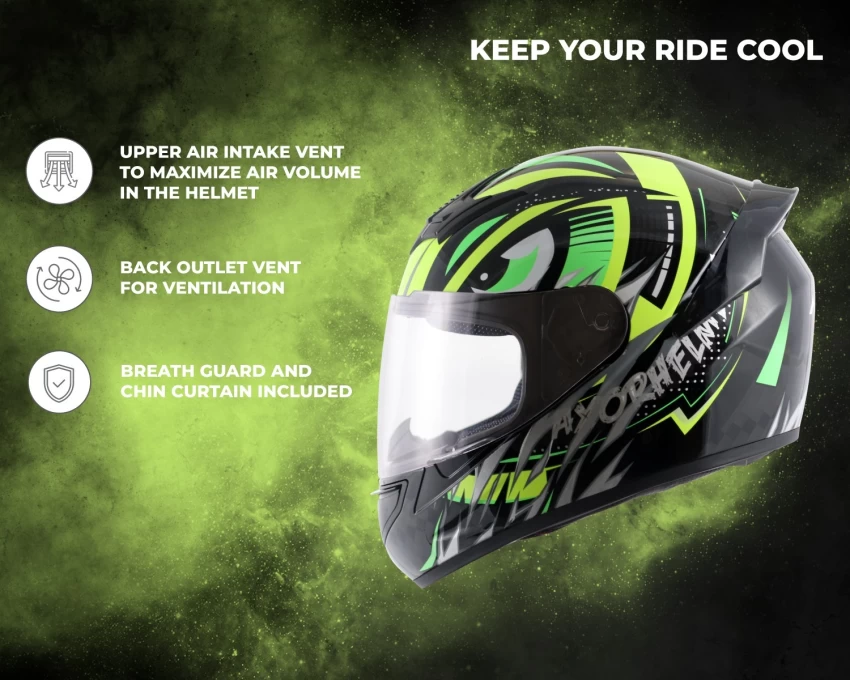 KEEP YOUR RIDE COOL
UPPER AIR INTAKE VENT
TO MAXIMIZE AIR VOLUME
IN THE HELMET
BACK OUTLET VENT
FOR VENTILATION
BREATH GUARD AND
CHIN CURTAIN INCLUDED